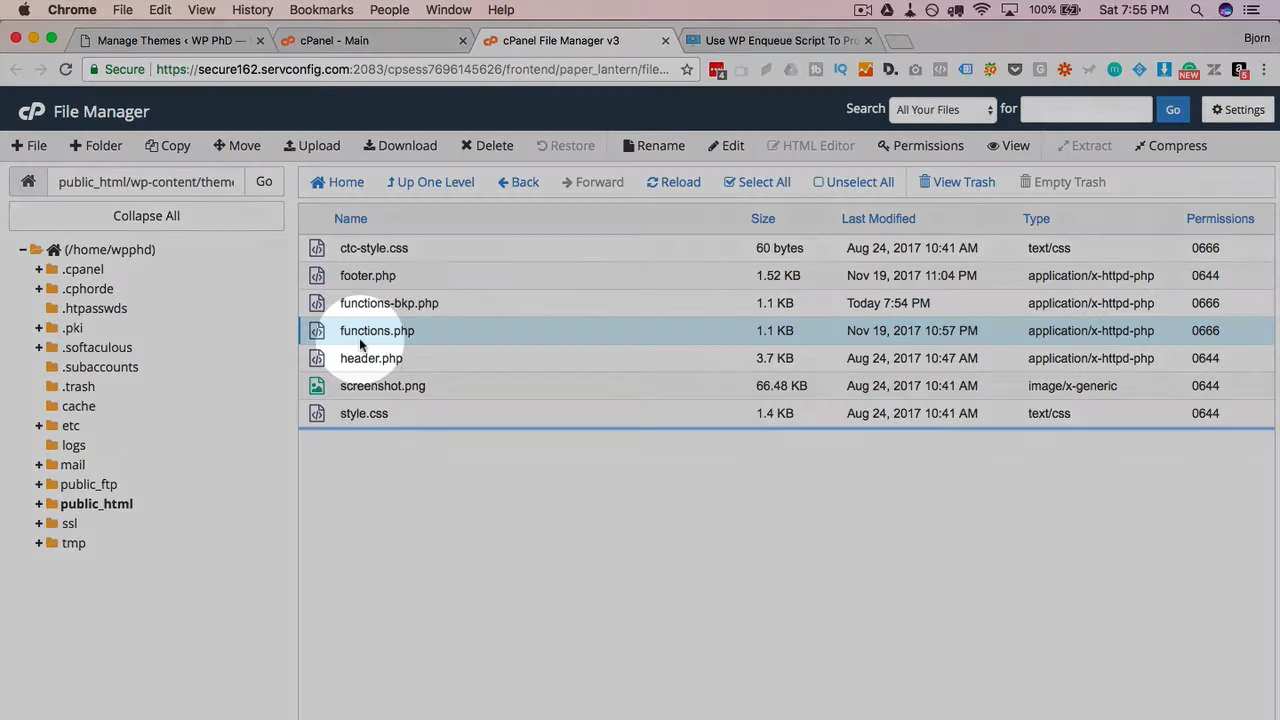 Chrome File Edit View History Bookmarks People Window Help 100% Sat 7:55 PM
Manage Themes ‹ WP PhD — cPanel - Main cPanel File Manager v3 Use WP Enqueue Script To Pr Bjorn
Secure https://secure162.servconfig.com:2083/cpsess7696145626/frontend/paper_lantern/file... 4 NEW 5
cP File Manager Search All Your Files for Go Settings
File Folder Copy Move Upload Download Delete Restore Rename Edit HTML Editor Permissions View Extract Compress
public_html/wp-content/theme Go Home Up One Level Back Forward Reload Select All Unselect All View Trash Empty Trash
Collapse All
Name Size Last Modified Type Permissions
(/home/wpphd)
ctc-style.css 60 bytes Aug 24, 2017 10:41 AM text/css 0666
.cpanel
footer.php 1.52 KB Nov 19, 2017 11:04 PM application/x-httpd-php 0644
.cphorde
functions-bkp.php 1.1 KB Today 7:54 PM application/x-httpd-php 0666
.htpasswds
functions.php 1.1 KB Nov 19, 2017 10:57 PM application/x-httpd-php 0666
.pki
.softaculous
header.php 3.7 KB Aug 24, 2017 10:47 AM application/x-httpd-php 0644
.subaccounts
screenshot.png 66.48 KB Aug 24, 2017 10:41 AM image/x-generic 0644
.trash
cache
style.css 1.4 KB Aug 24, 2017 10:41 AM text/css 0644
etc
logs
mail
public_ftp
public_html
ssl
tmp